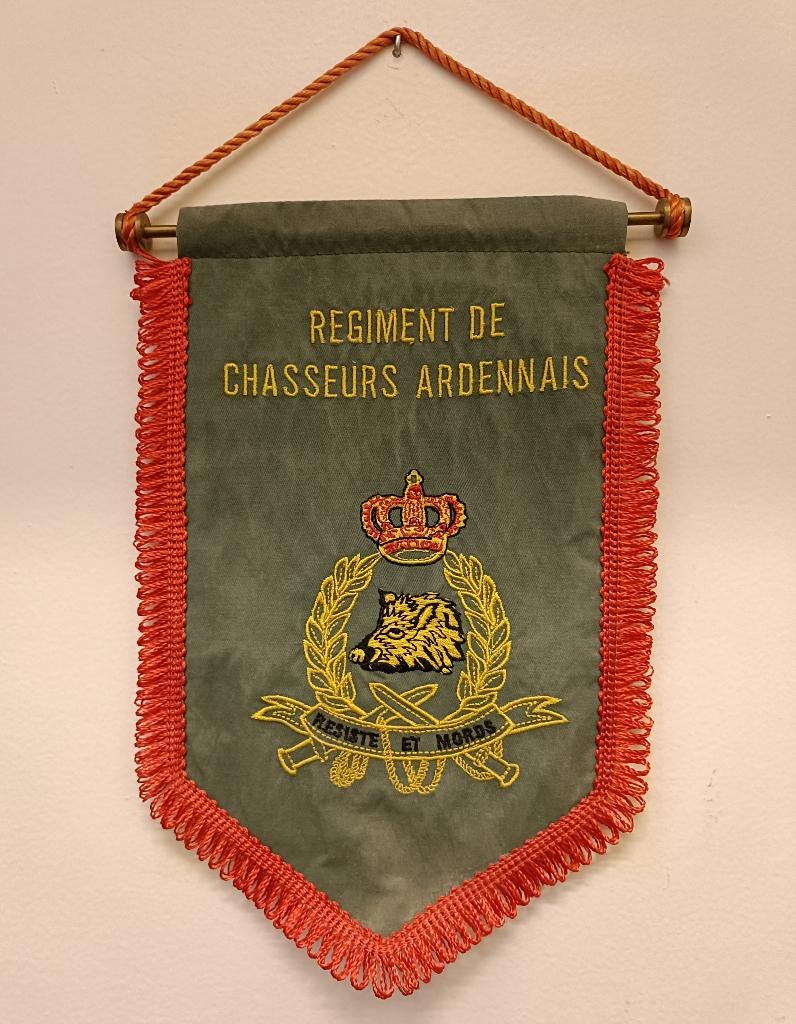 REGIMENT DE
CHASSEURS ARDENNAIS
RESISTE ET MORDS